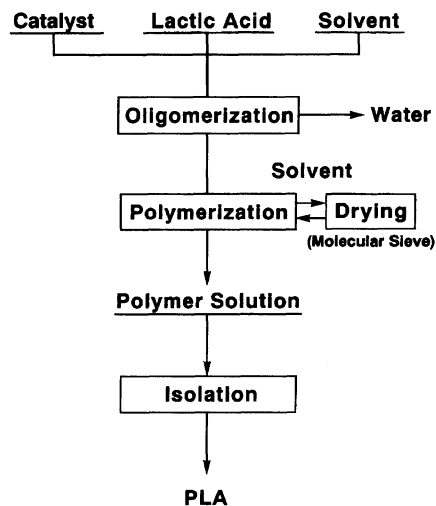 Catalyst Lactic Acid Solvent
Oligomerization Water
Solvent
Polymerization Drying
(Molecular Sieve)
Polymer Solution
Isolation
PLA